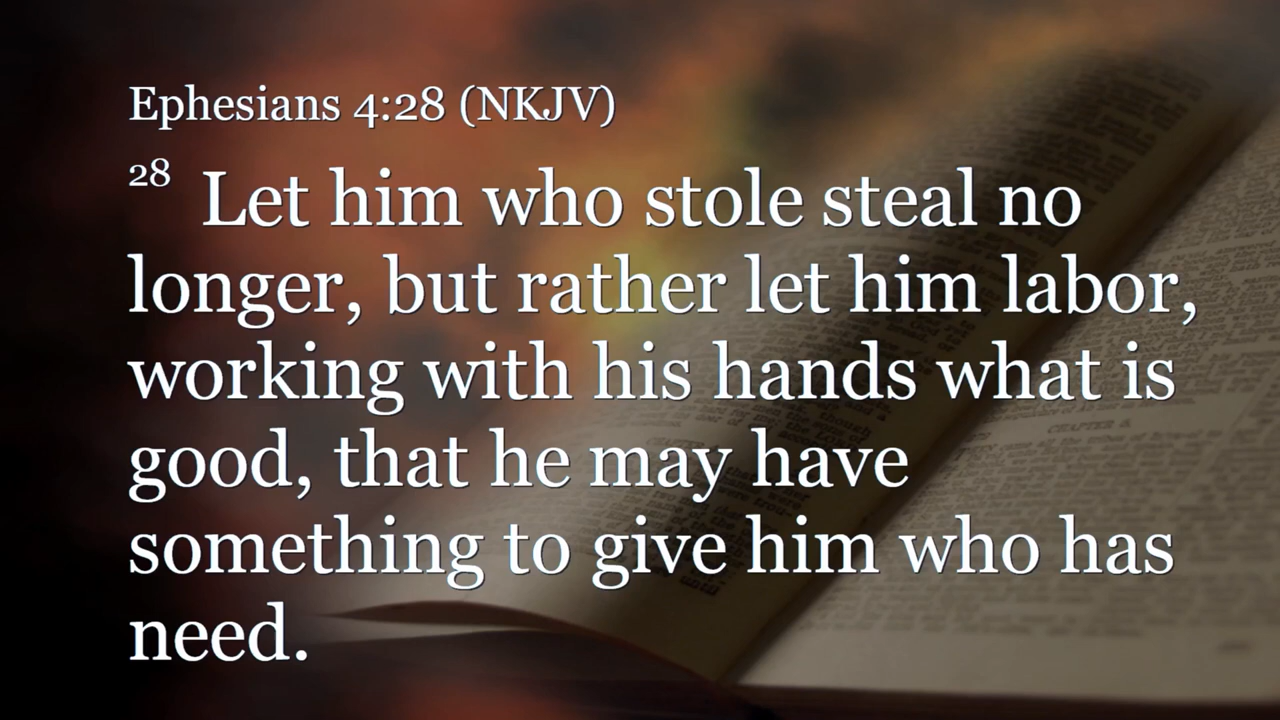 Ephesians 4:28 (NKJV)
28 Let him who stole steal no
longer, but rather let him labor,
working with his hands what is
good, that he may have
something to give him who has
need.